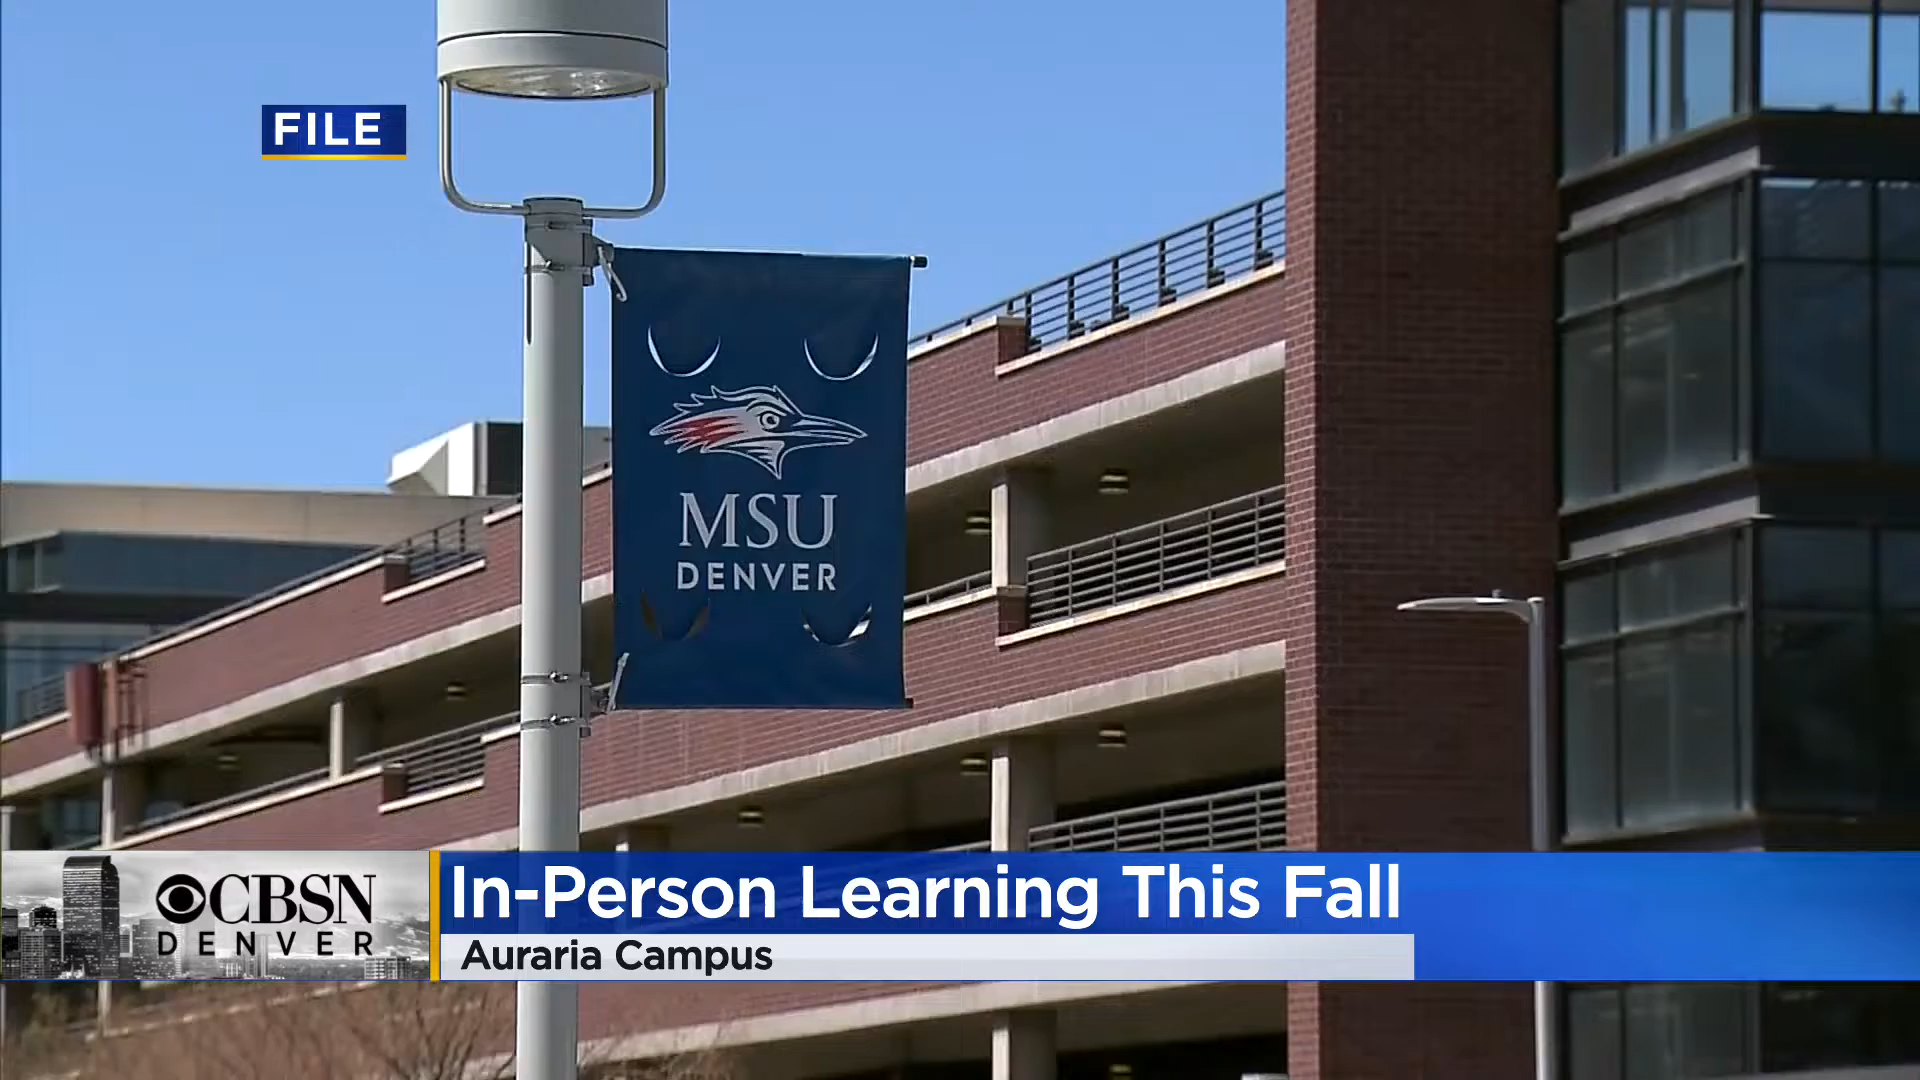 FILE
MSU
DENVER
CBSN
DENVER
In-Person Learning This Fall
Auraria Campus